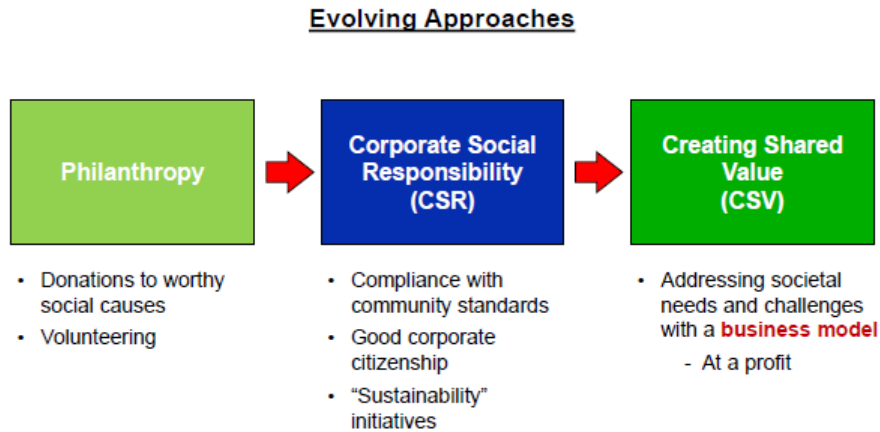 Evolving Approaches
Philanthropy
• Donations to worthy
social causes
• Volunteering
Corporate Social
Responsibility
(CSR)
• Compliance with
community standards
• Good corporate
citizenship
• “Sustainability”
initiatives
Creating Shared
Value
(CSV)
• Addressing societal
needs and challenges
with a business model
- At a profit